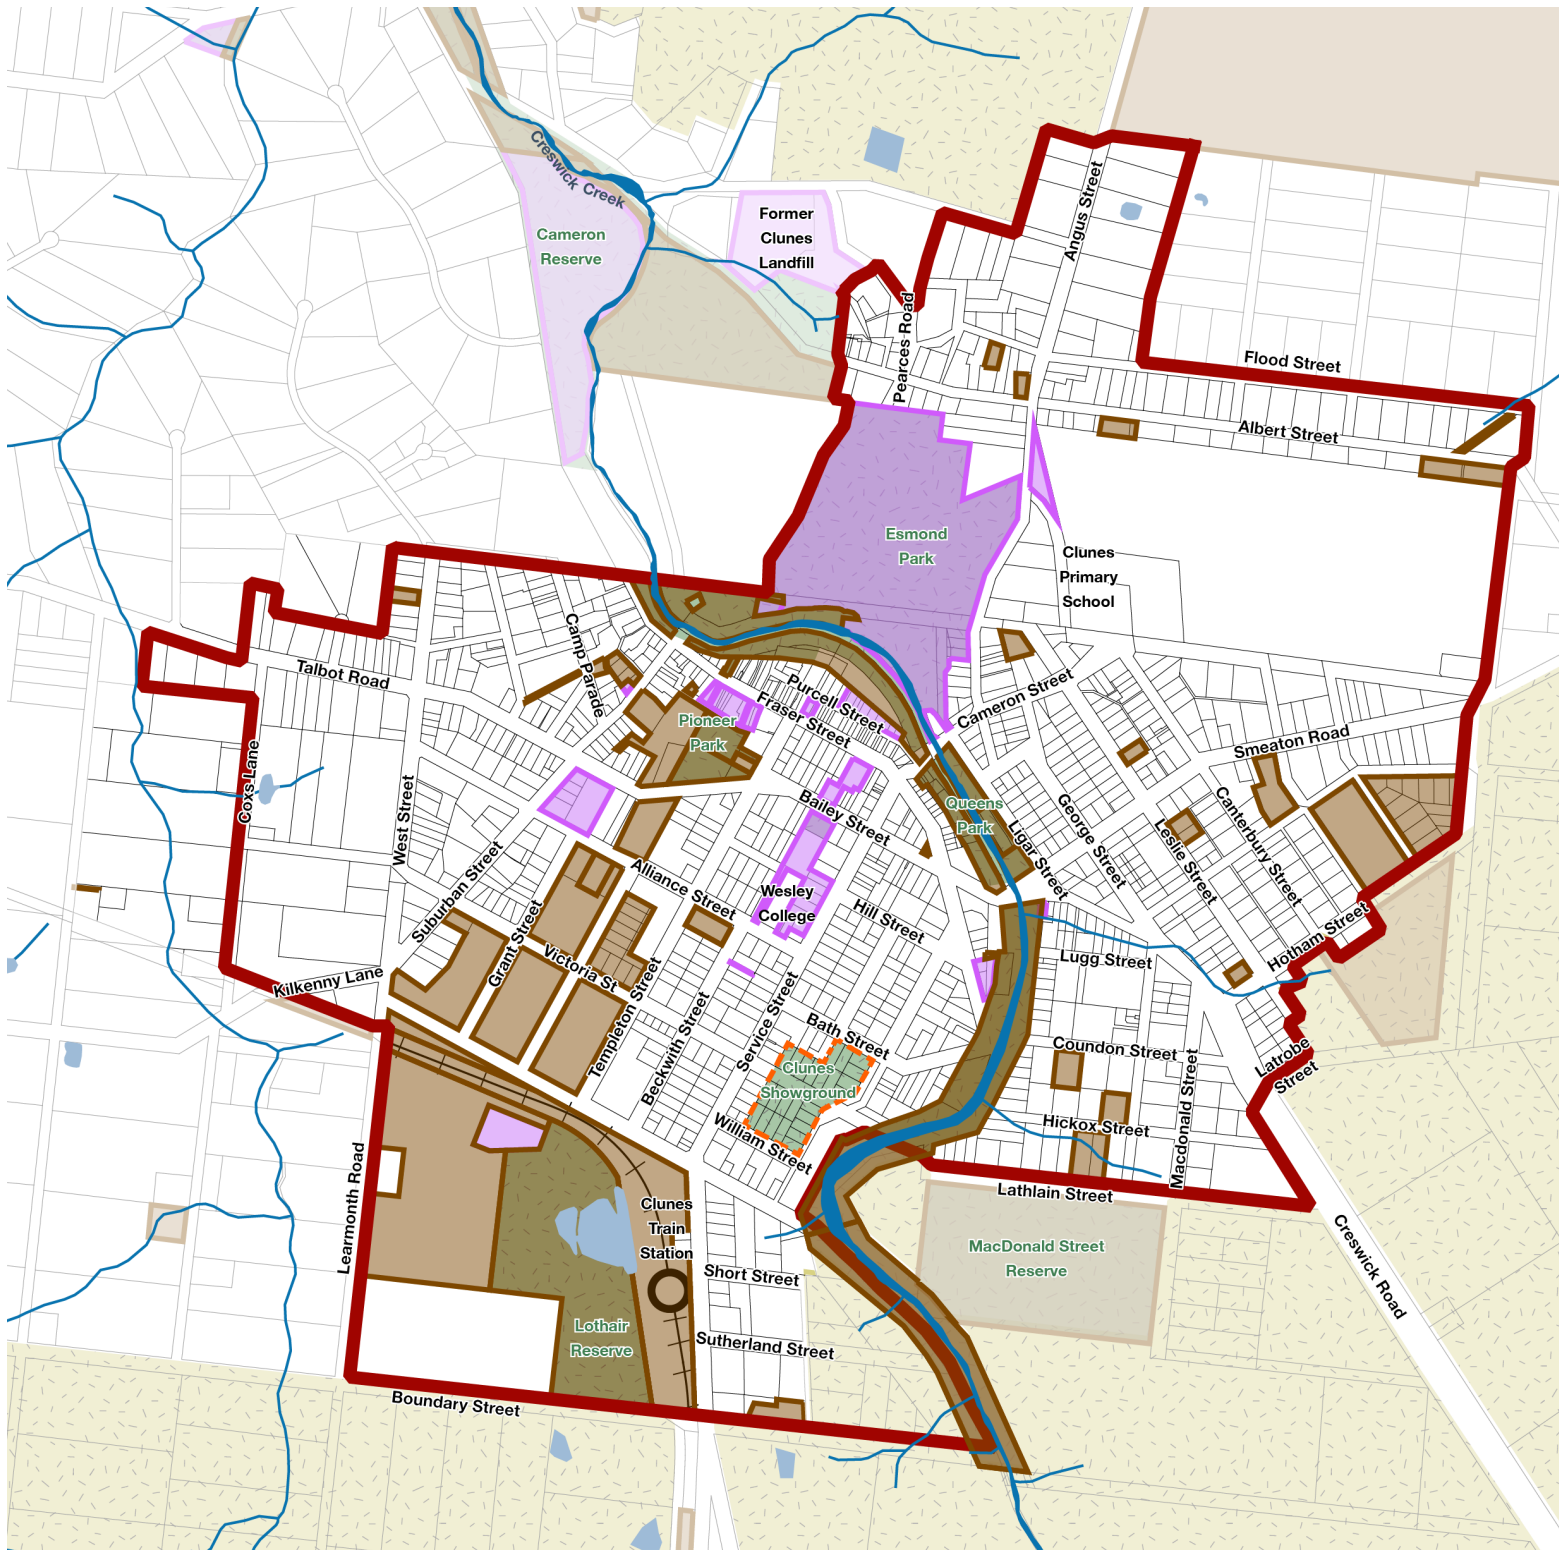 Creswick Creek
Cameron
Reserve
Former
Clunes
Landfill
Angus Street
Pearces Road
Flood Street
Albert Street
Esmond
Park
Clunes
Primary
School
Camp Parade
Talbot Road
Purcell Street
Fraser Street
Pioneer
Park
Cameron Street
Smeaton Road
Coxs Lane
West Street
Bailey Street
Queens
Park
Ligar Street
George Street
Leslie Street
Canterbury Street
Suburban Street
Alliance Street
Wesley
College
Hill Street
Grant Street
Victoria St
Kilkenny Lane
Templeton Street
Beckwith Street
Service Street
Lugg Street
Hotham Street
Bath Street
Clunes
Showground
William Street
Coundon Street
Latrobe
Street
Hickox Street
Macdonald Street
Lathlain Street
Learmonth Road
Clunes
Train
Station
Short Street
MacDonald Street
Reserve
Creswick Road
Lothair
Reserve
Sutherland Street
Boundary Street